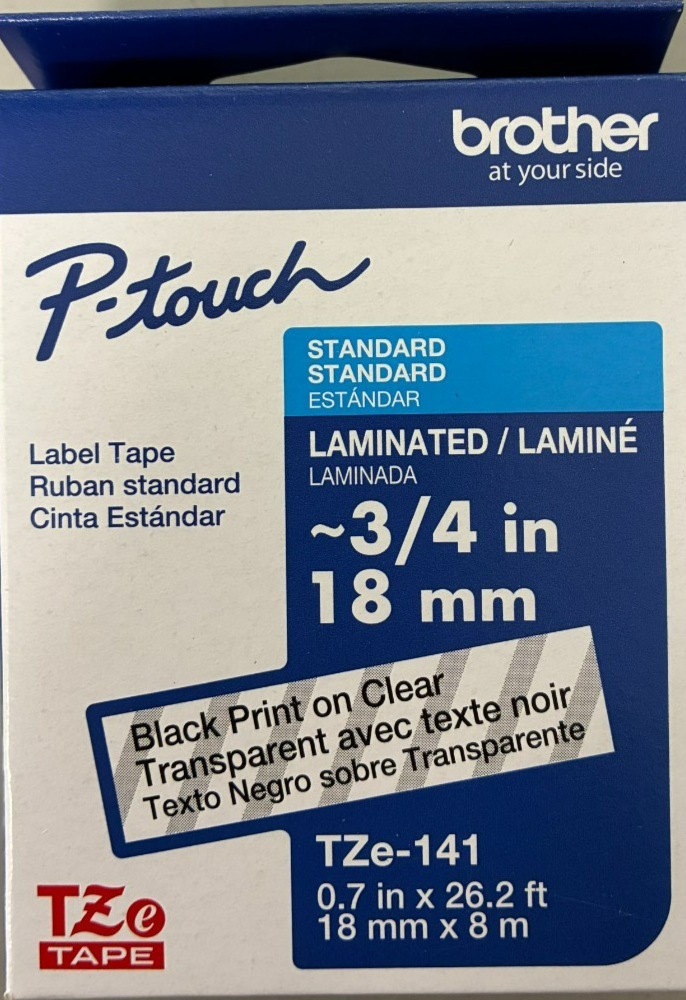 brother
at your side
P-touch
STANDARD
STANDARD
ESTÁNDAR
Label Tape
Ruban standard
Cinta Estándar
LAMINATED / LAMINÉ
LAMINADA
~3/4 in
18 mm
Black Print on Clear
Transparent avec texte noir
Texto Negro sobre Transparente
TZe-141
0.7 in x 26.2 ft
18 mm x 8 m
TZe
TAPE